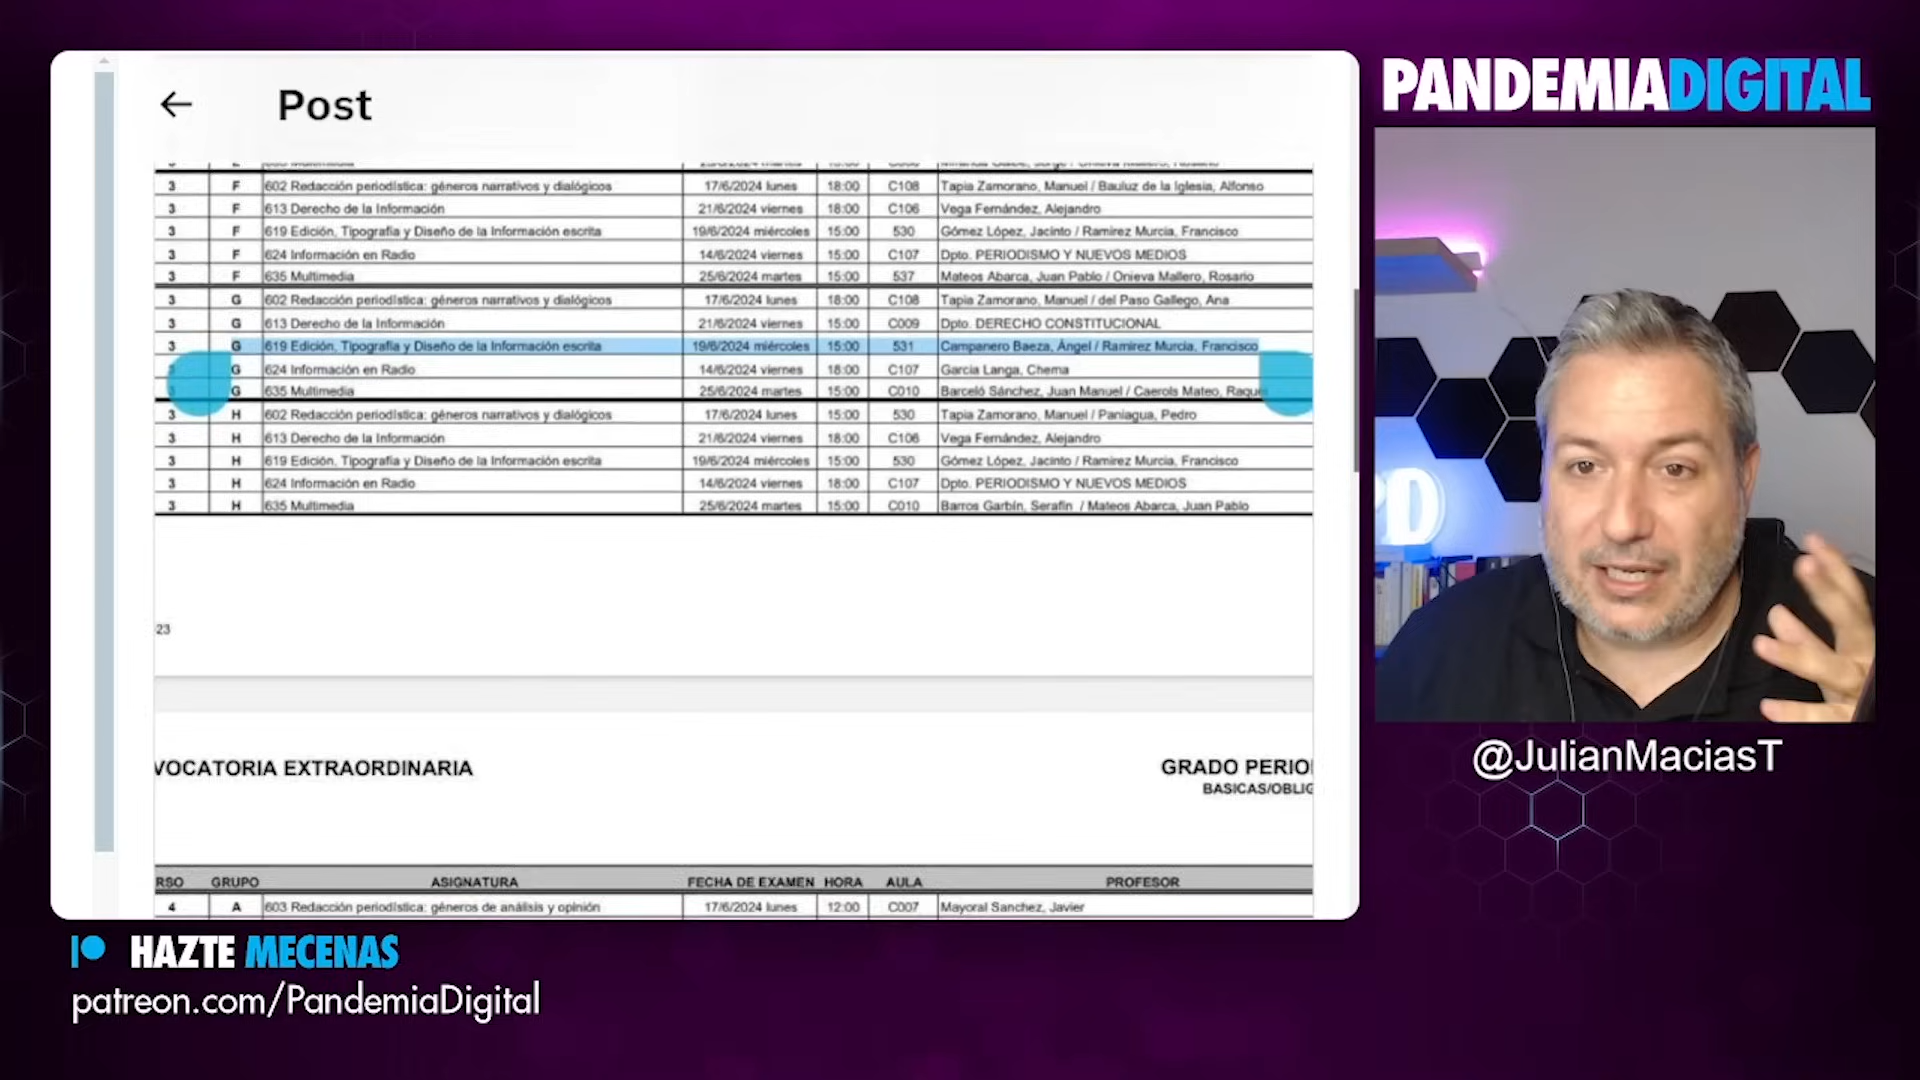 Post
PANDEMIADIGITAL
3 F 602 Redacción periodística: géneros narrativos y dialógicos 17/6/2024 lunes 18:00 C108 Tapia Zamorano, Manuel / Bauluz de la Iglesia, Alfonso
3 F 613 Derecho de la Información 21/6/2024 viernes 18:00 C106 Vega Fernández, Alejandro
3 F 619 Edición, Tipografía y Diseño de la Información escrita 19/6/2024 miércoles 15:00 530 Gómez López, Jacinto / Ramírez Murcia, Francisco
3 F 624 Información en Radio 14/6/2024 viernes 15:00 C107 Dpto. PERIODISMO Y NUEVOS MEDIOS
3 F 635 Multimedia 25/6/2024 martes 15:00 537 Mateos Abarca, Juan Pablo / Onieva Mallero, Rosario
3 G 602 Redacción periodística: géneros narrativos y dialógicos 17/6/2024 lunes 18:00 C108 Tapia Zamorano, Manuel / del Paso Gallego, Ana
3 G 613 Derecho de la Información 21/6/2024 viernes 15:00 C009 Dpto. DERECHO CONSTITUCIONAL
3 G 619 Edición, Tipografía y Diseño de la Información escrita 19/6/2024 miércoles 15:00 531 Campanero Baeza, Ángel / Ramírez Murcia, Francisco
3 G 624 Información en Radio 14/6/2024 viernes 18:00 C107 García Langa, Chema
3 G 635 Multimedia 25/6/2024 martes 15:00 C010 Barceló Sánchez, Juan Manuel / Caerols Mateo, Raque
3 H 602 Redacción periodística: géneros narrativos y dialógicos 17/6/2024 lunes 15:00 530 Tapia Zamorano, Manuel / Paniagua, Pedro
3 H 613 Derecho de la Información 21/6/2024 viernes 18:00 C106 Vega Fernández, Alejandro
3 H 619 Edición, Tipografía y Diseño de la Información escrita 19/6/2024 miércoles 15:00 530 Gómez López, Jacinto / Ramírez Murcia, Francisco
3 H 624 Información en Radio 14/6/2024 viernes 18:00 C107 Dpto. PERIODISMO Y NUEVOS MEDIOS
3 H 635 Multimedia 25/6/2024 martes 15:00 C010 Barros Garbín, Serafín / Mateos Abarca, Juan Pablo
23
VOCATORIA EXTRAORDINARIA
GRADO PERIO
BASICAS/OBLIG
RSO GRUPO ASIGNATURA FECHA DE EXAMEN HORA AULA PROFESOR
4 A 603 Redacción periodística: géneros de análisis y opinión 17/6/2024 lunes 12:00 C007 Mayoral Sanchez, Javier
PD
@JulianMaciasT
HAZTE MECENAS
patreon.com/PandemiaDigital